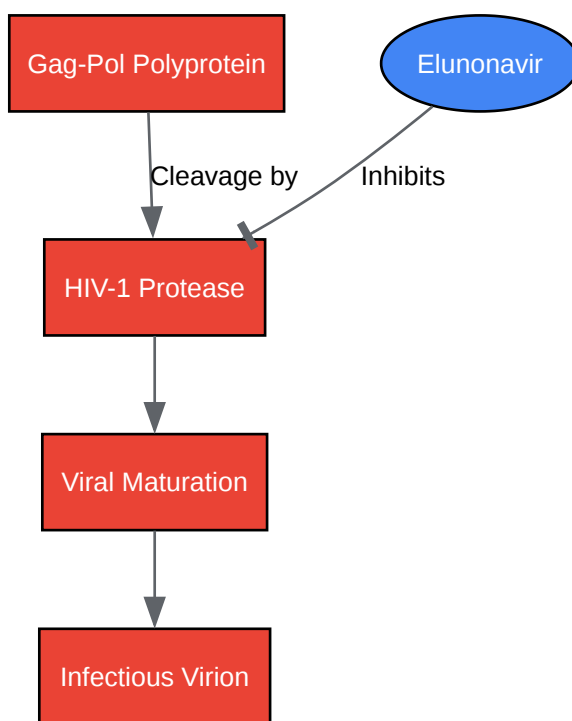 Gag-Pol Polyprotein
Elunonavir
Cleavage by
Inhibits
HIV-1 Protease
Viral Maturation
Infectious Virion